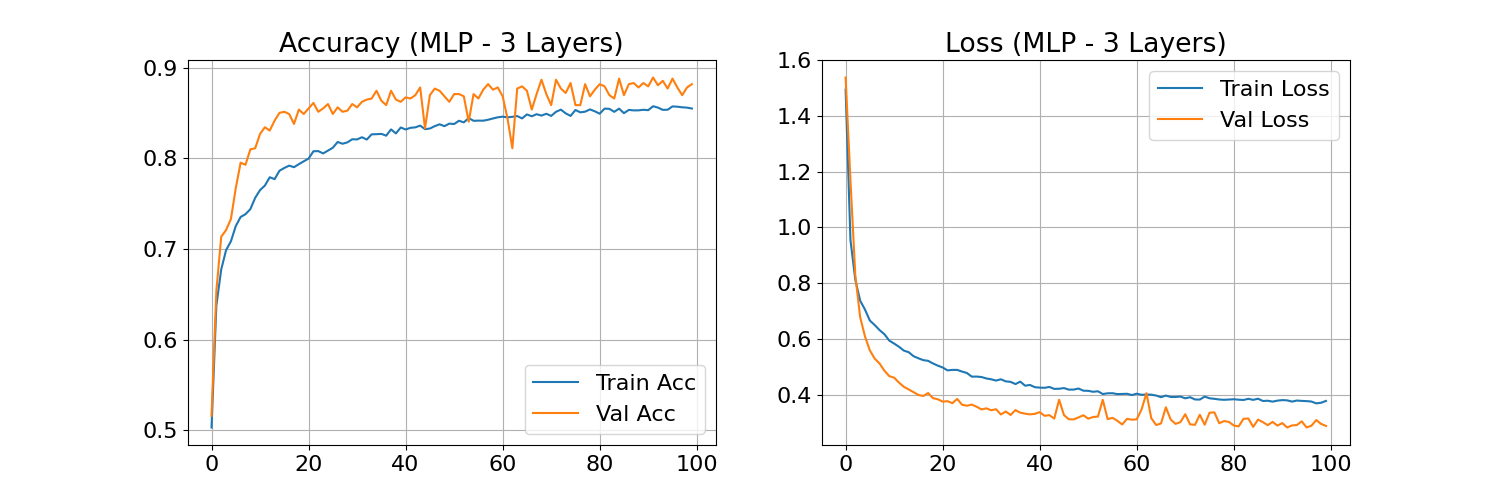 Accuracy (MLP - 3 Layers)
0.9
0.8
0.7
0.6
0.5
0 20 40 60 80 100
Train Acc
Val Acc
Loss (MLP - 3 Layers)
1.6
1.4
1.2
1.0
0.8
0.6
0.4
0 20 40 60 80 100
Train Loss
Val Loss